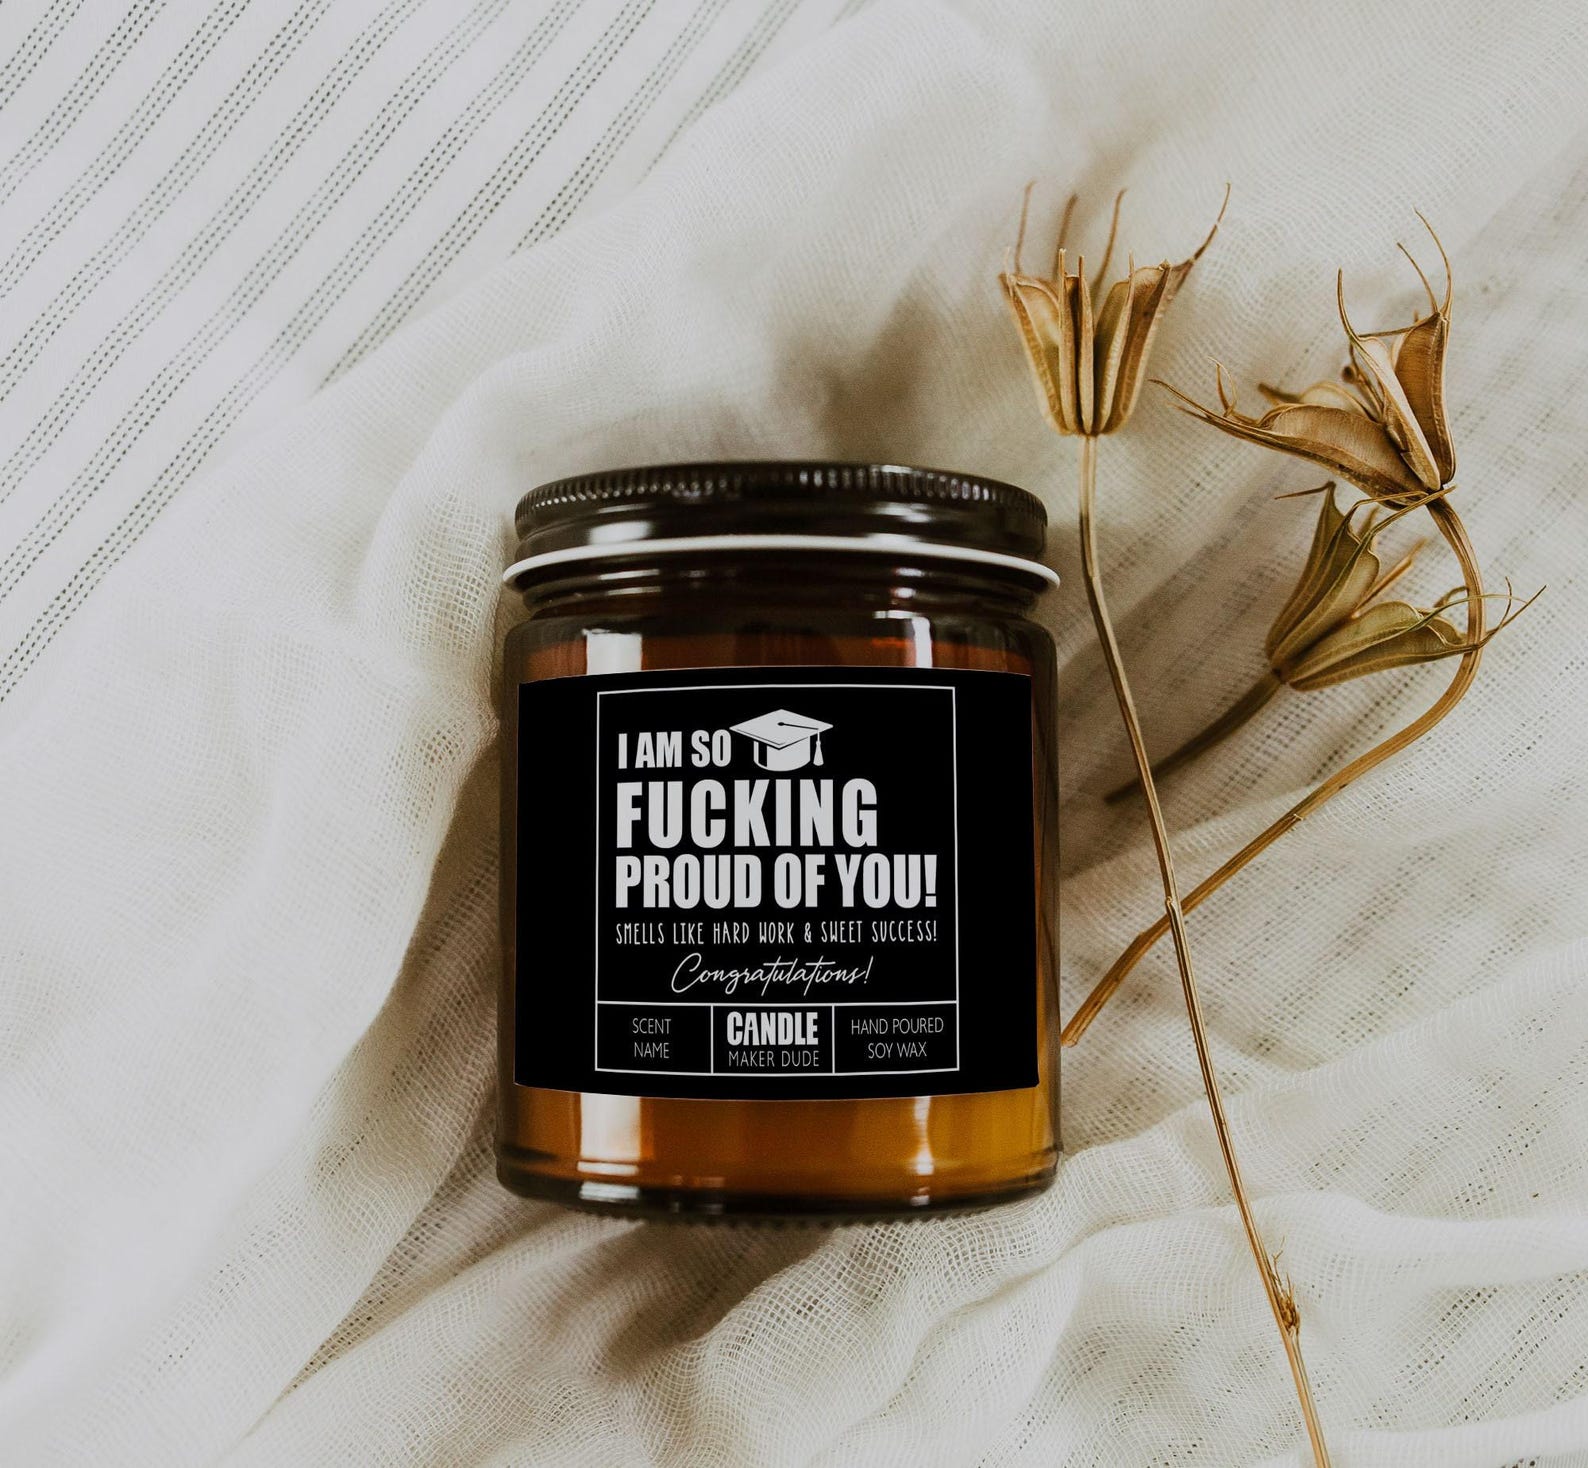 I AM SO
FUCKING
PROUD OF YOU!
SMELLS LIKE HARD WORK & SWEET SUCCESS!
Congratulations!
SCENT
NAME
CANDLE
MAKER DUDE
HAND POURED
SOY WAX